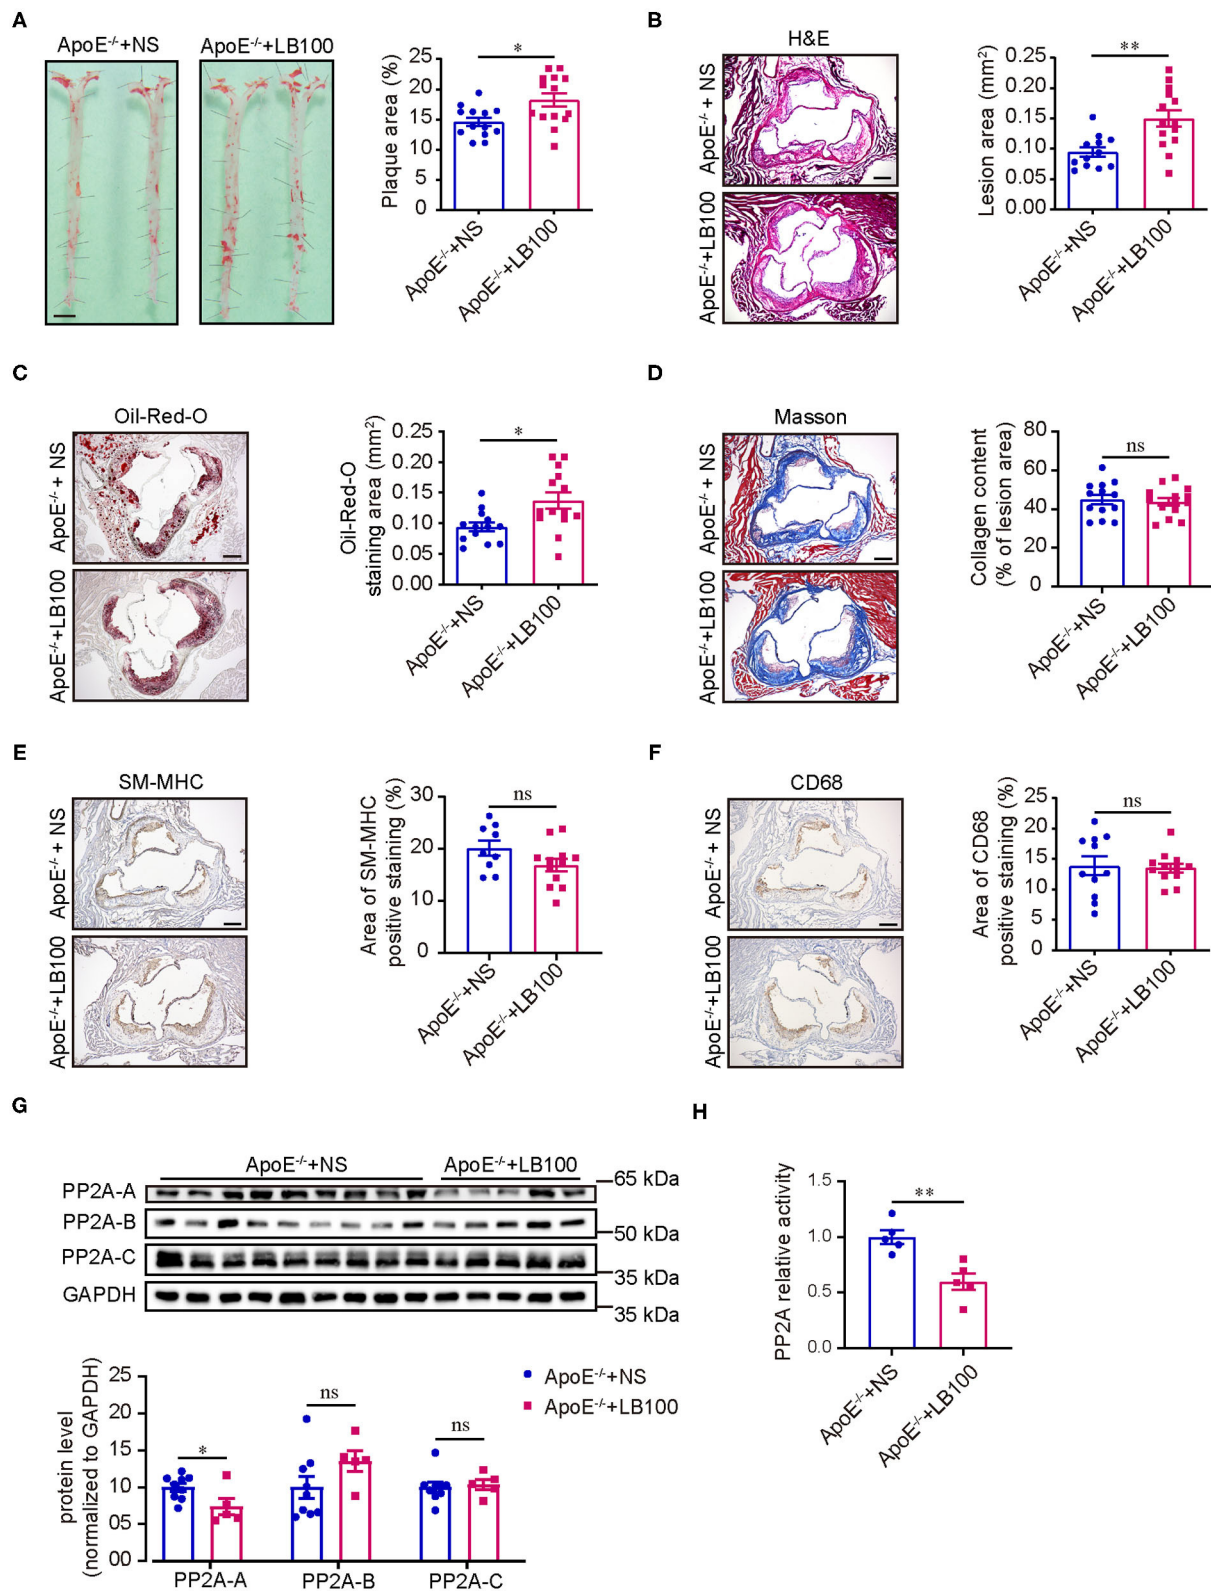 A
ApoE-/-+NS
ApoE-/-+LB100
Plaque area (%)
25
20
15
10
5
0
*
ApoE-/-+NS
ApoE-/-+LB100
B
H&E
ApoE-/- + NS
ApoE-/-+LB100
Lesion area (mm²)
0.25
0.20
0.15
0.10
0.05
0.00
**
ApoE-/-+NS
ApoE-/-+LB100
C
Oil-Red-O
ApoE-/- + NS
ApoE-/-+LB100
Oil-Red-O
staining area (mm²)
0.25
0.20
0.15
0.10
0.05
0.00
*
ApoE-/-+NS
ApoE-/-+LB100
D
Masson
ApoE-/- + NS
ApoE-/-+LB100
Collagen content
(% of lesion area)
80
60
40
20
0
ns
ApoE-/-+NS
ApoE-/-+LB100
E
SM-MHC
ApoE-/- + NS
ApoE-/-+LB100
Area of SM-MHC
positive staining (%)
30
20
10
0
ns
ApoE-/-+NS
ApoE-/-+LB100
F
CD68
ApoE-/- + NS
ApoE-/-+LB100
Area of CD68
positive staining (%)
25
20
15
10
5
0
ns
ApoE-/-+NS
ApoE-/-+LB100
G
ApoE-/-+NS
ApoE-/-+LB100
PP2A-A
65 kDa
PP2A-B
50 kDa
PP2A-C
35 kDa
GAPDH
35 kDa
protein level
(normalized to GAPDH)
25
20
15
10
05
00
*
ns
ns
PP2A-A
PP2A-B
PP2A-C
ApoE-/-+NS
ApoE-/-+LB100
H
PP2A relative activity
1.5
1.0
0.5
0.0
**
ApoE-/-+NS
ApoE-/-+LB100